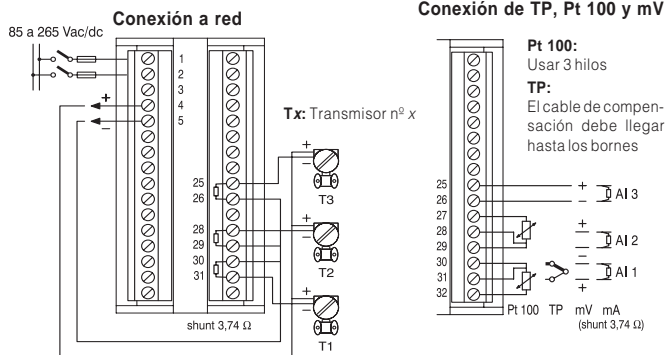 Conexión a red
85 a 265 Vac/dc
1
2
3
4
5
+
–
Tx: Transmisor nº x
25
26
28
29
30
31
+
–
T3
+
–
T2
+
–
T1
shunt 3,74 Ω
Conexión de TP, Pt 100 y mV
Pt 100:
Usar 3 hilos
TP:
El cable de compen-
sación debe llegar
hasta los bornes
25
26
27
28
29
30
31
32
+
–
AI 3
+
–
AI 2
–
+
AI 1
Pt 100 TP mV mA
(shunt 3,74 Ω)